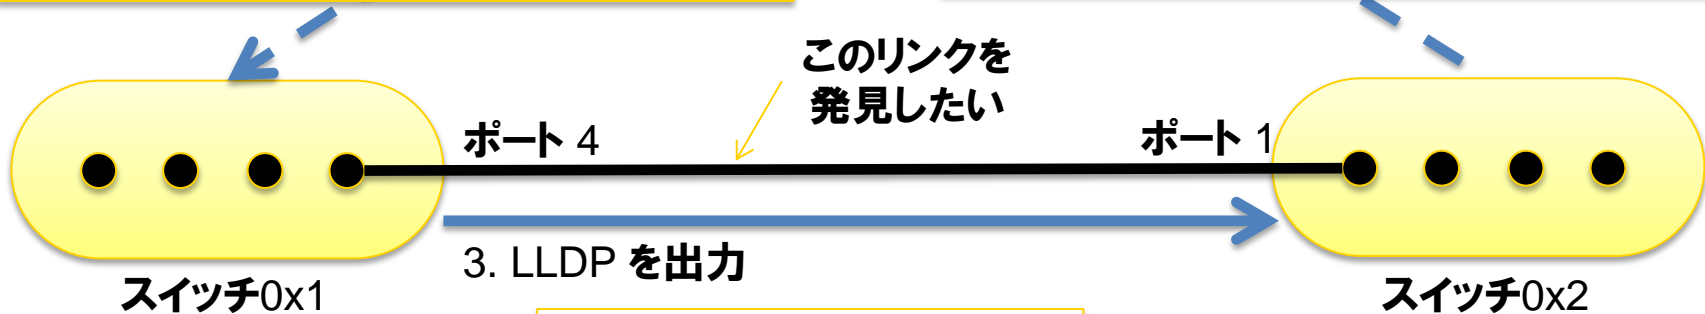 このリンクを
発見したい
ポート 4
ポート 1
3. LLDP を出力
スイッチ0x1
スイッチ0x2